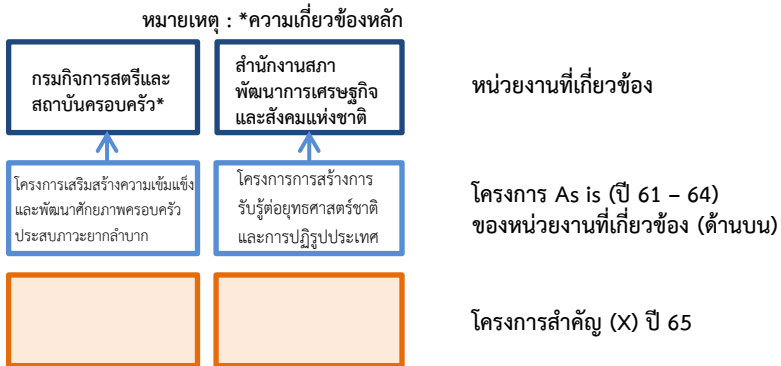 หมายเหตุ : *ความเกี่ยวข้องหลัก
กรมกิจการสตรีและ
สถาบันครอบครัว*
สำนักงานสภา
พัฒนาการเศรษฐกิจ
และสังคมแห่งชาติ
หน่วยงานที่เกี่ยวข้อง
โครงการเสริมสร้างความเข้มแข็ง
และพัฒนาศักยภาพครอบครัว
ประสบภาวะยากลำบาก
โครงการการสร้างการ
รับรู้ต่อยุทธศาสตร์ชาติ
และการปฏิรูปประเทศ
โครงการ As is (ปี 61 – 64)
ของหน่วยงานที่เกี่ยวข้อง (ด้านบน)
โครงการสำคัญ (X) ปี 65